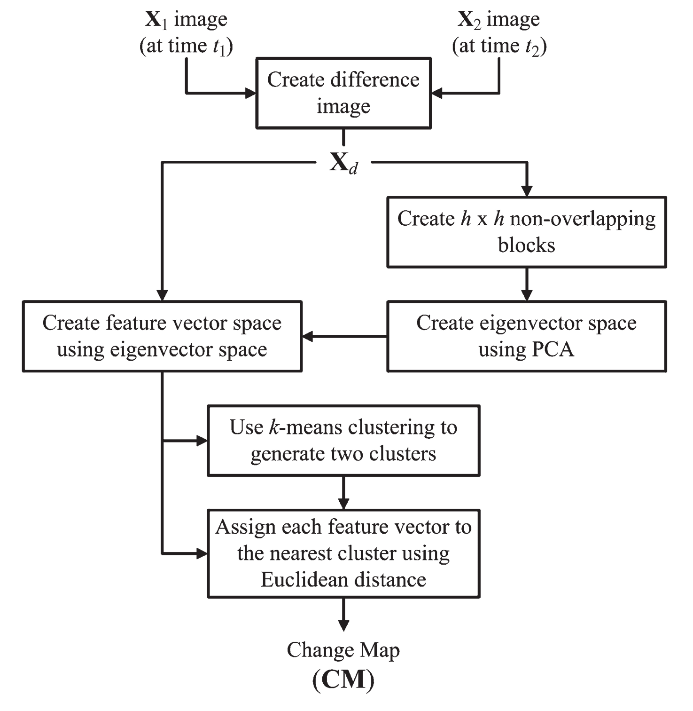 X₁ image
(at time t₁)
X₂ image
(at time t₂)
Create difference
image
X_d
Create h x h non-overlapping
blocks
Create feature vector space
using eigenvector space
Create eigenvector space
using PCA
Use k-means clustering to
generate two clusters
Assign each feature vector to
the nearest cluster using
Euclidean distance
Change Map
(CM)